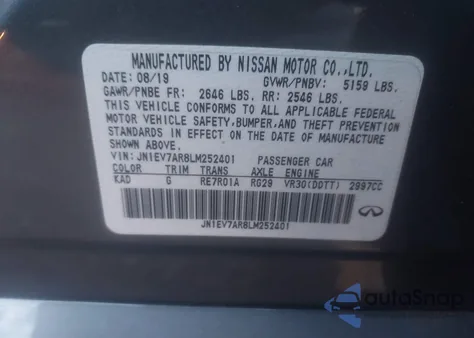 MANUFACTURED BY NISSAN MOTOR CO.,LTD.
DATE: 08/19 GVWR/PNBV: 5159 LBS.
GAWR/PNBE FR: 2646 LBS. RR: 2546 LBS.
THIS VEHICLE CONFORMS TO ALL APPLICABLE FEDERAL
MOTOR VEHICLE SAFETY, BUMPER, AND THEFT PREVENTION
STANDARDS IN EFFECT ON THE DATE OF MANUFACTURE
SHOWN ABOVE.
VIN: JN1EV7AR8LM252401 PASSENGER CAR
COLOR TRIM TRANS AXLE ENGINE
KAD G RE7R01A RG29 VR30(DDTT) 2997CC
JN1EV7AR8LM252401
autoSnap